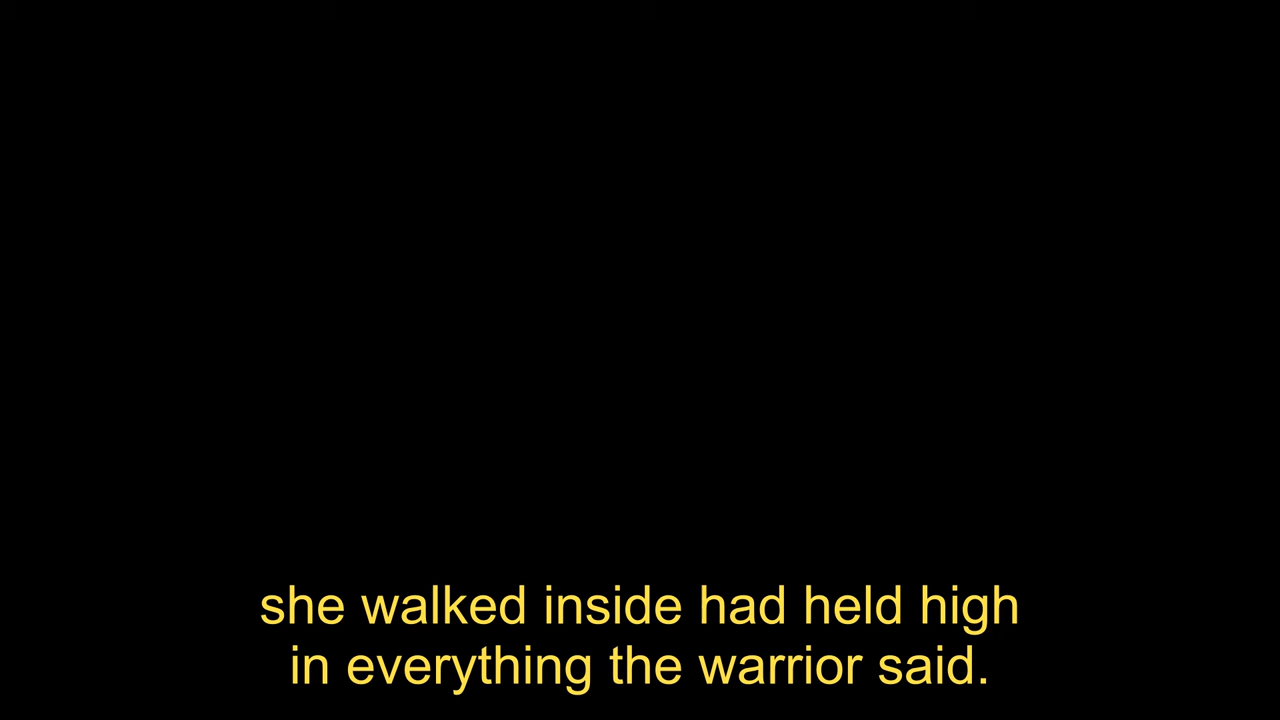 she walked inside had held high
in everything the warrior said.